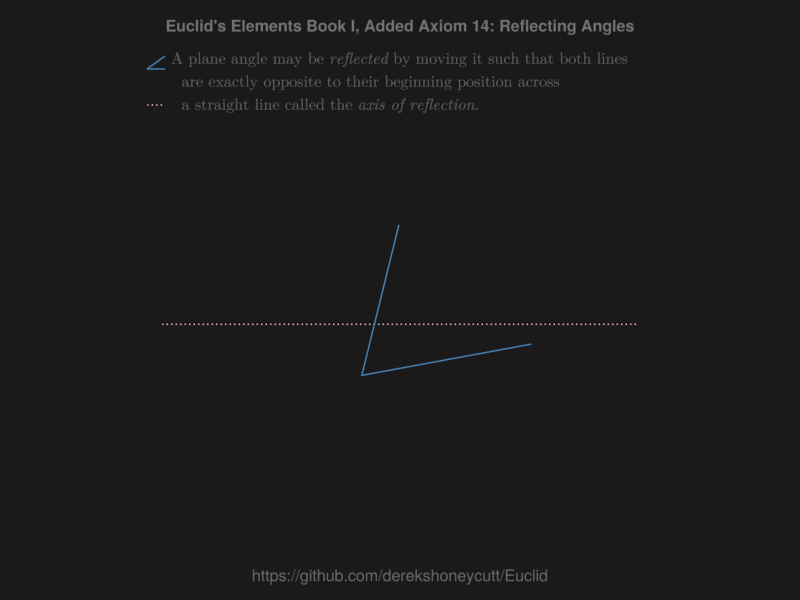 Euclid's Elements Book I, Added Axiom 14: Reflecting Angles
A plane angle may be reflected by moving it such that both lines
are exactly opposite to their beginning position across
a straight line called the axis of reflection.
https://github.com/derekshoneycutt/Euclid